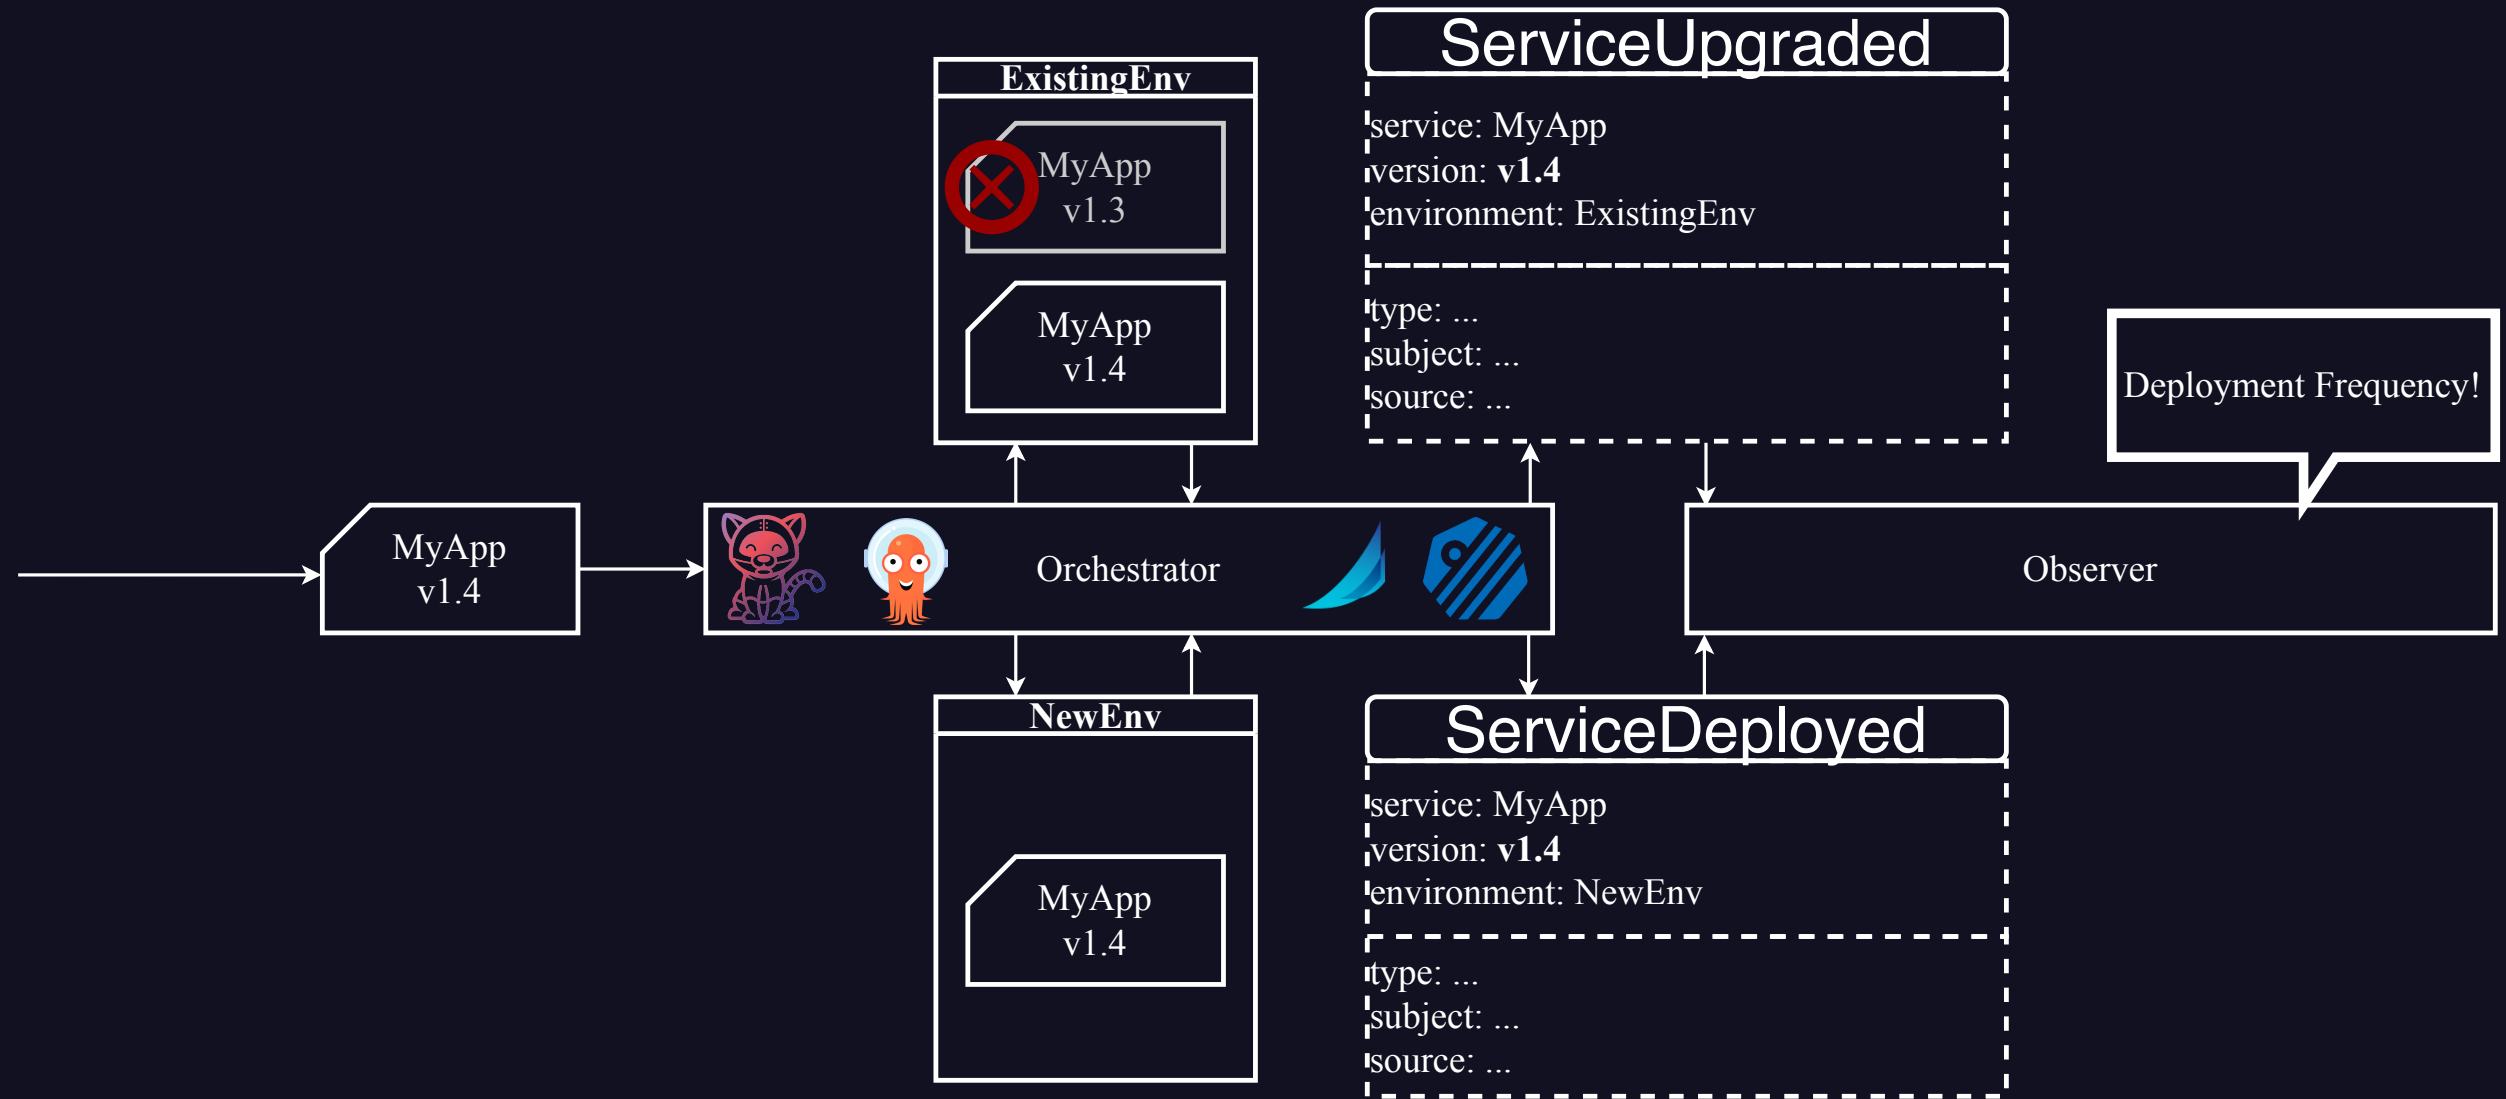 ExistingEnv
MyApp
v1.3
MyApp
v1.4
ServiceUpgraded
service: MyApp
version: v1.4
environment: ExistingEnv
type: ...
subject: ...
source: ...
Deployment Frequency!
MyApp
v1.4
Orchestrator
Observer
NewEnv
MyApp
v1.4
ServiceDeployed
service: MyApp
version: v1.4
environment: NewEnv
type: ...
subject: ...
source: ...